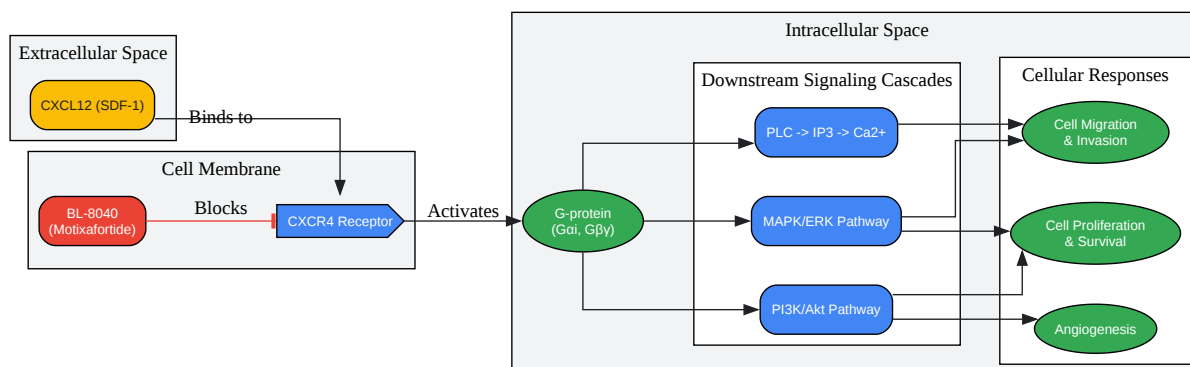 Intracellular Space
Extracellular Space
CXCL12 (SDF-1)
Binds to
Cell Membrane
BL-8040
(Motixafortide)
Blocks
CXCR4 Receptor
Activates
G-protein
(Gαi, Gβγ)
Downstream Signaling Cascades
PLC -> IP3 -> Ca2+
MAPK/ERK Pathway
PI3K/Akt Pathway
Cellular Responses
Cell Migration
& Invasion
Cell Proliferation
& Survival
Angiogenesis